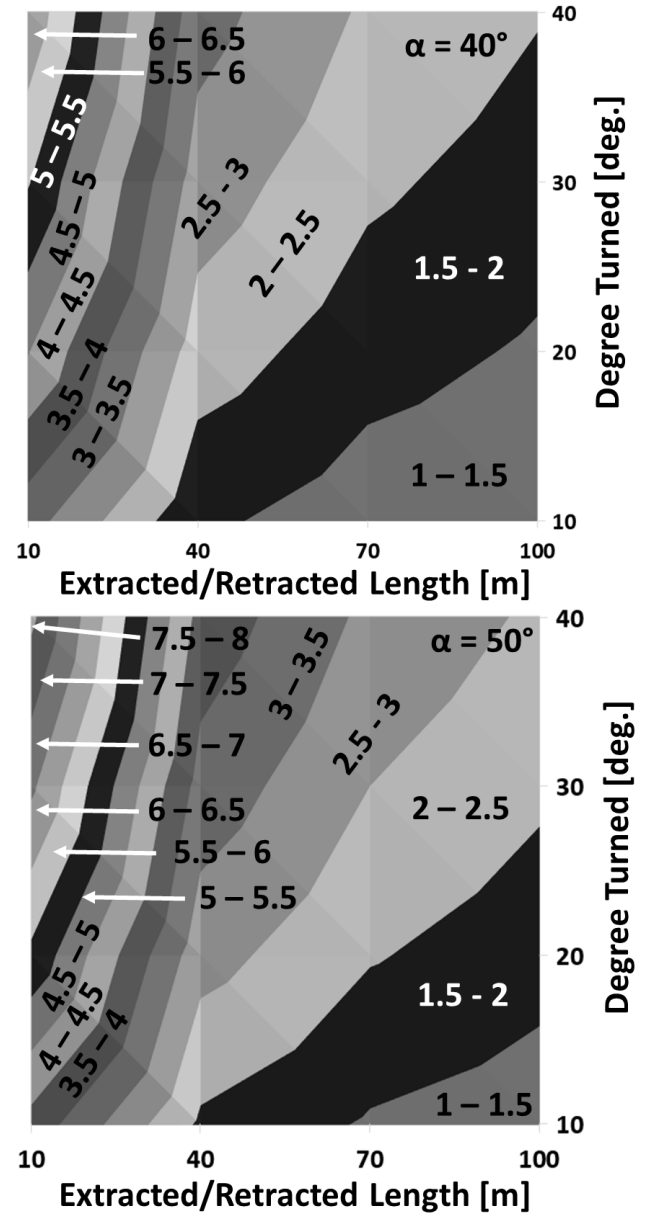 40
6 – 6.5
α = 40°
5.5 – 6
5 – 5.5
30
4.5 – 5
2.5 - 3
2 – 2.5
1.5 - 2
4 – 4.5
20
3.5 – 4
3 – 3.5
1 – 1.5
10
Degree Turned [deg.]
10
40
70
100
Extracted/Retracted Length [m]
40
7.5 – 8
α = 50°
3 – 3.5
7 – 7.5
2.5 - 3
6.5 – 7
30
6 – 6.5
2 – 2.5
5.5 – 6
5 – 5.5
4.5 – 5
20
4 – 4.5
1.5 - 2
3.5 – 4
1 – 1.5
10
Degree Turned [deg.]
10
40
70
100
Extracted/Retracted Length [m]